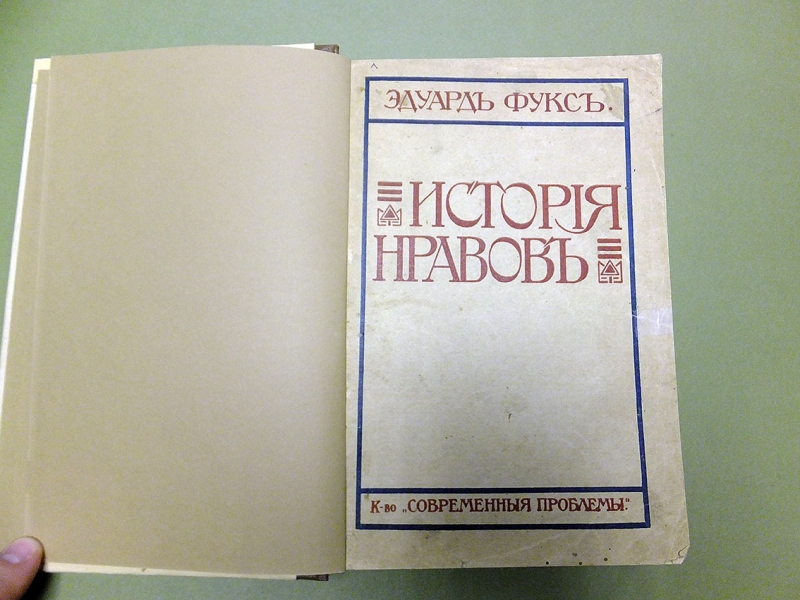 ЭДУАРДЪ ФУКСЪ.
ИСТОРІЯ
НРАВОВЪ
К-во „СОВРЕМЕННЫЯ ПРОБЛЕМЫ".